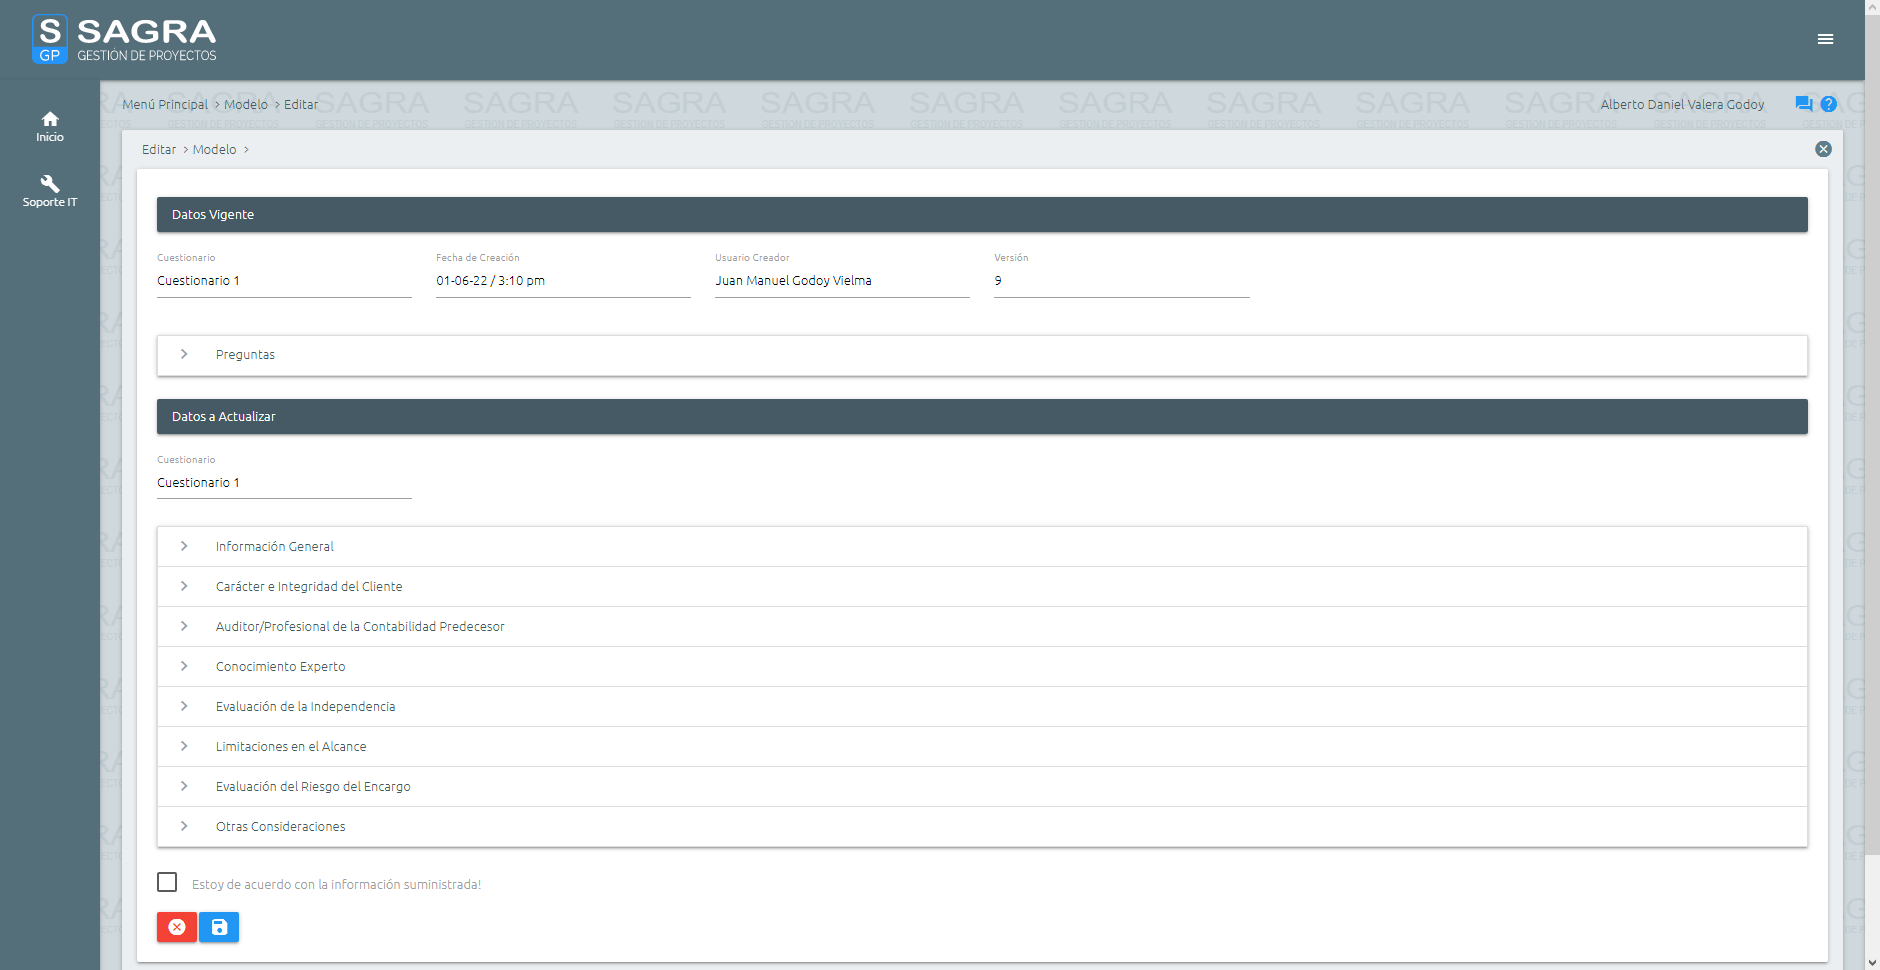 S SAGRA
GP GESTIÓN DE PROYECTOS
Inicio
Soporte IT
Menú Principal > Modelo > Editar
Alberto Daniel Valera Godoy
Editar > Modelo >
Datos Vigente
Cuestionario
Cuestionario 1
Fecha de Creación
01-06-22 / 3:10 pm
Usuario Creador
Juan Manuel Godoy Vielma
Versión
9
Preguntas
Datos a Actualizar
Cuestionario
Cuestionario 1
Información General
Carácter e Integridad del Cliente
Auditor/Profesional de la Contabilidad Predecesor
Conocimiento Experto
Evaluación de la Independencia
Limitaciones en el Alcance
Evaluación del Riesgo del Encargo
Otras Consideraciones
Estoy de acuerdo con la información suministrada!